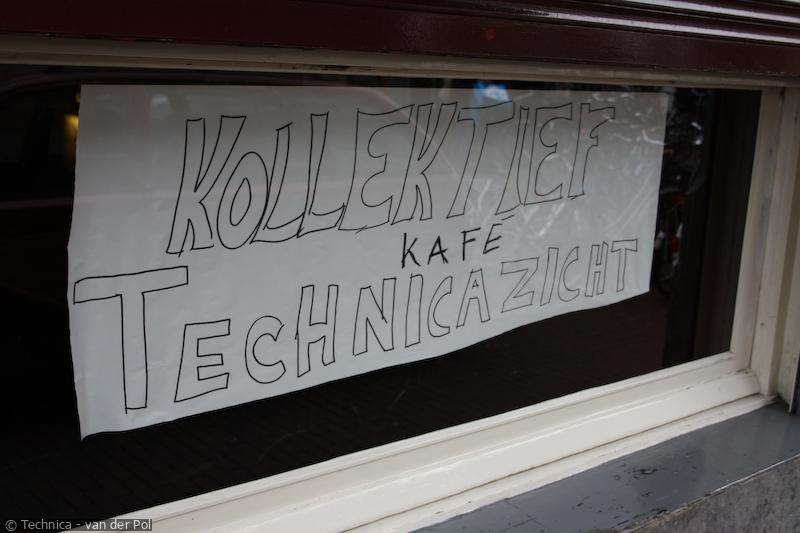 KOLLEKTIEF
KAFÉ
TECHNICAZICHT
© Technica - van der Pol